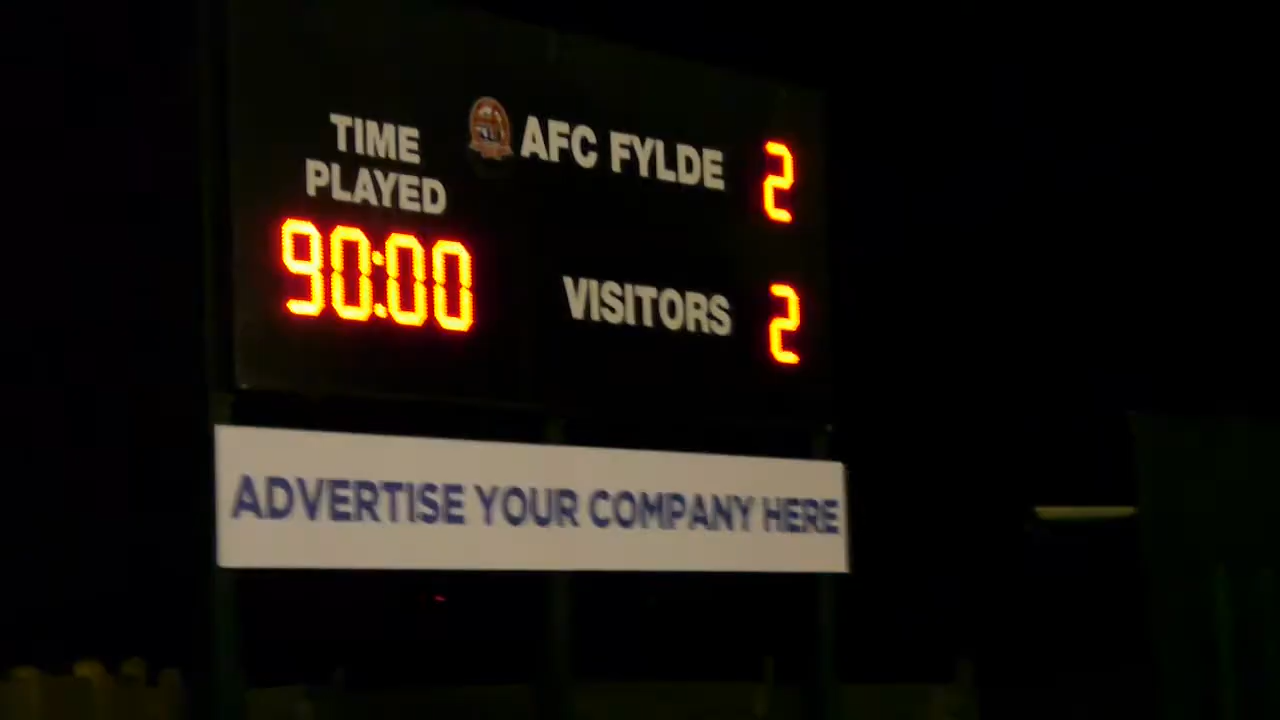 TIME
PLAYED
90:00
AFC FYLDE 2
VISITORS 2
ADVERTISE YOUR COMPANY HERE